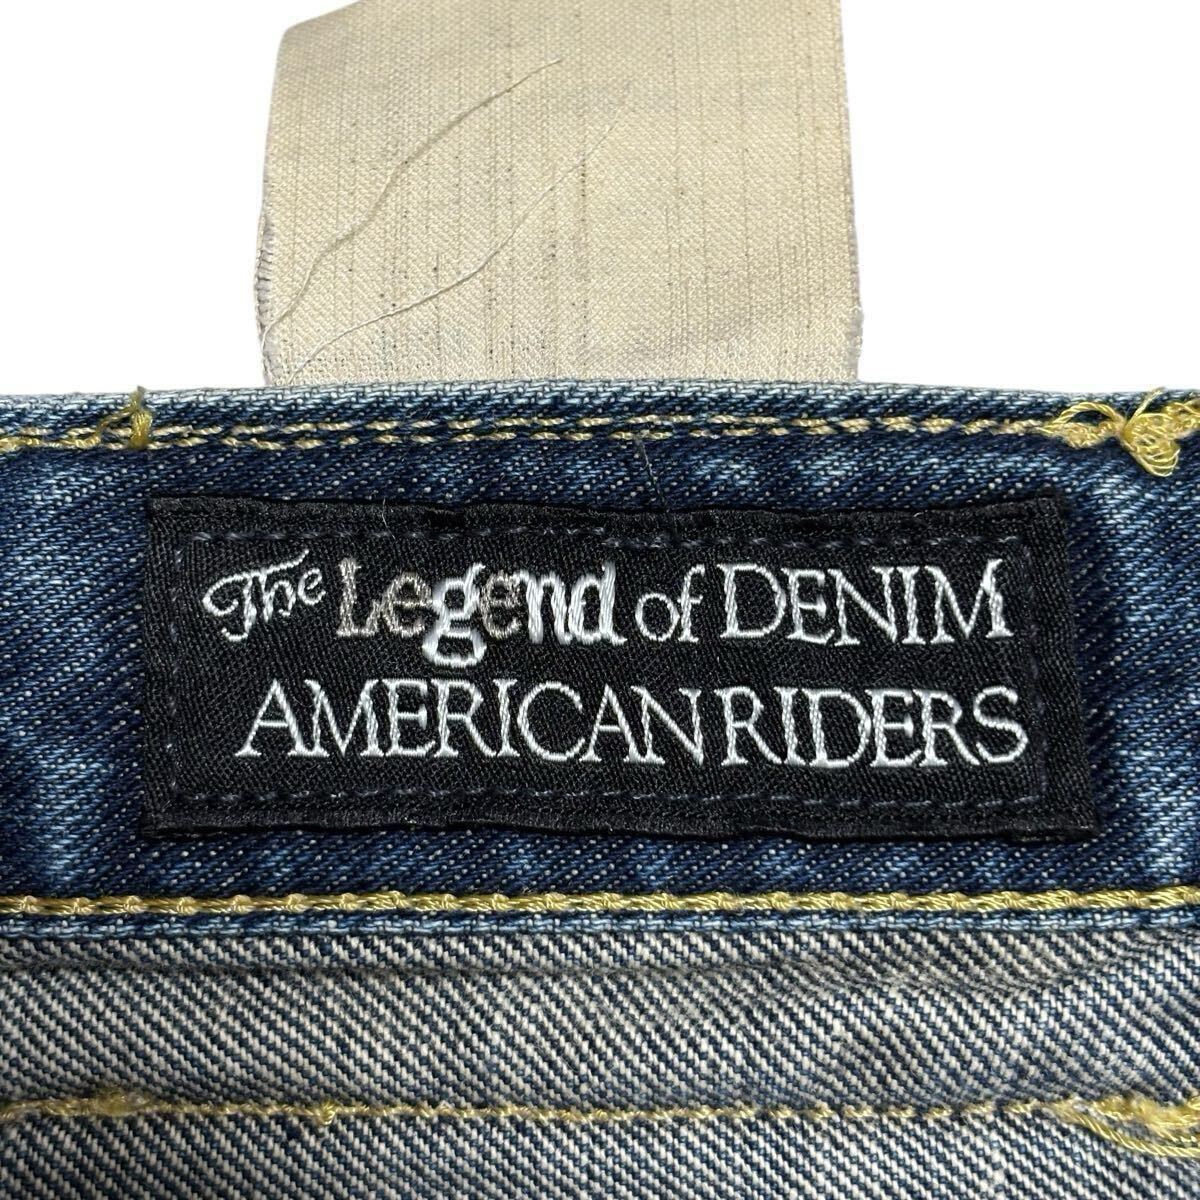 The Legend of DENIM
AMERICAN RIDERS